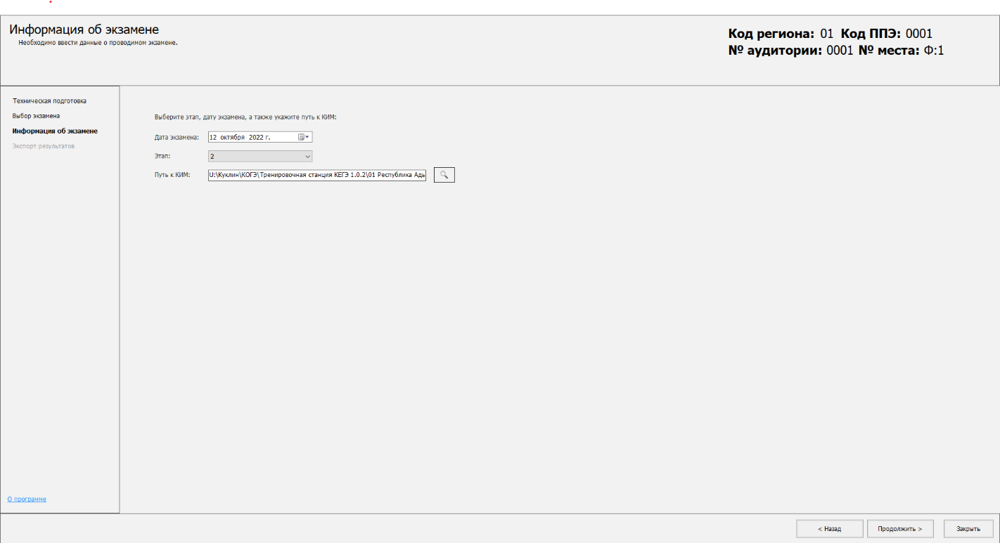 Информация об экзамене
Необходимо ввести данные о проводимом экзамене.
Код региона: 01 Код ППЭ: 0001
№ аудитории: 0001 № места: Ф:1
Техническая подготовка
Выбор экзамена
Информация об экзамене
Экспорт результатов
Выберите этап, дату экзамена, а также укажите путь к КИМ:
Дата экзамена: 12 октября 2022 г.
Этап: 2
Путь к КИМ: U:\Куклин\КОГЭ\Тренировочная станция КЕГЭ 1.0.2\01 Республика Адь
О программе
< Назад Продолжить > Закрыть